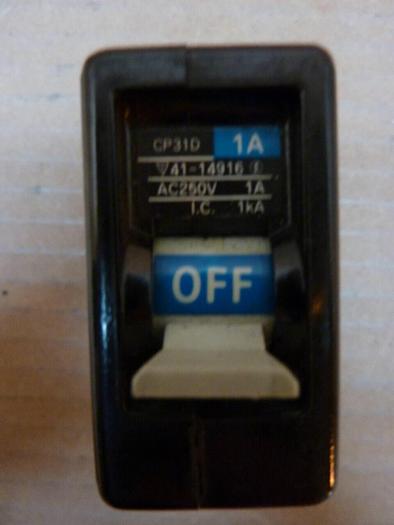 CP31D 1A
▽41-14916
AC250V 1A
I.C. 1kA
OFF